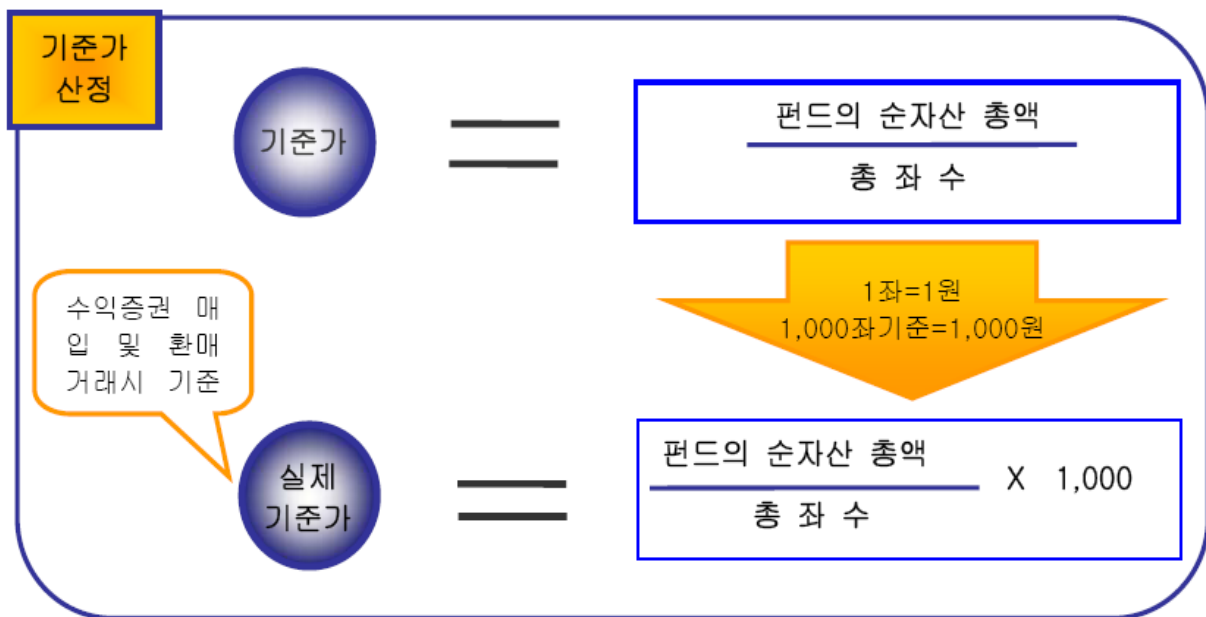 기준가
산정
기준가
펀드의 순자산 총액
총 좌 수
1좌=1원
1,000좌기준=1,000원
수익증권 매
입 및 환매
거래시 기준
실제
기준가
펀드의 순자산 총액
총 좌 수
X 1,000